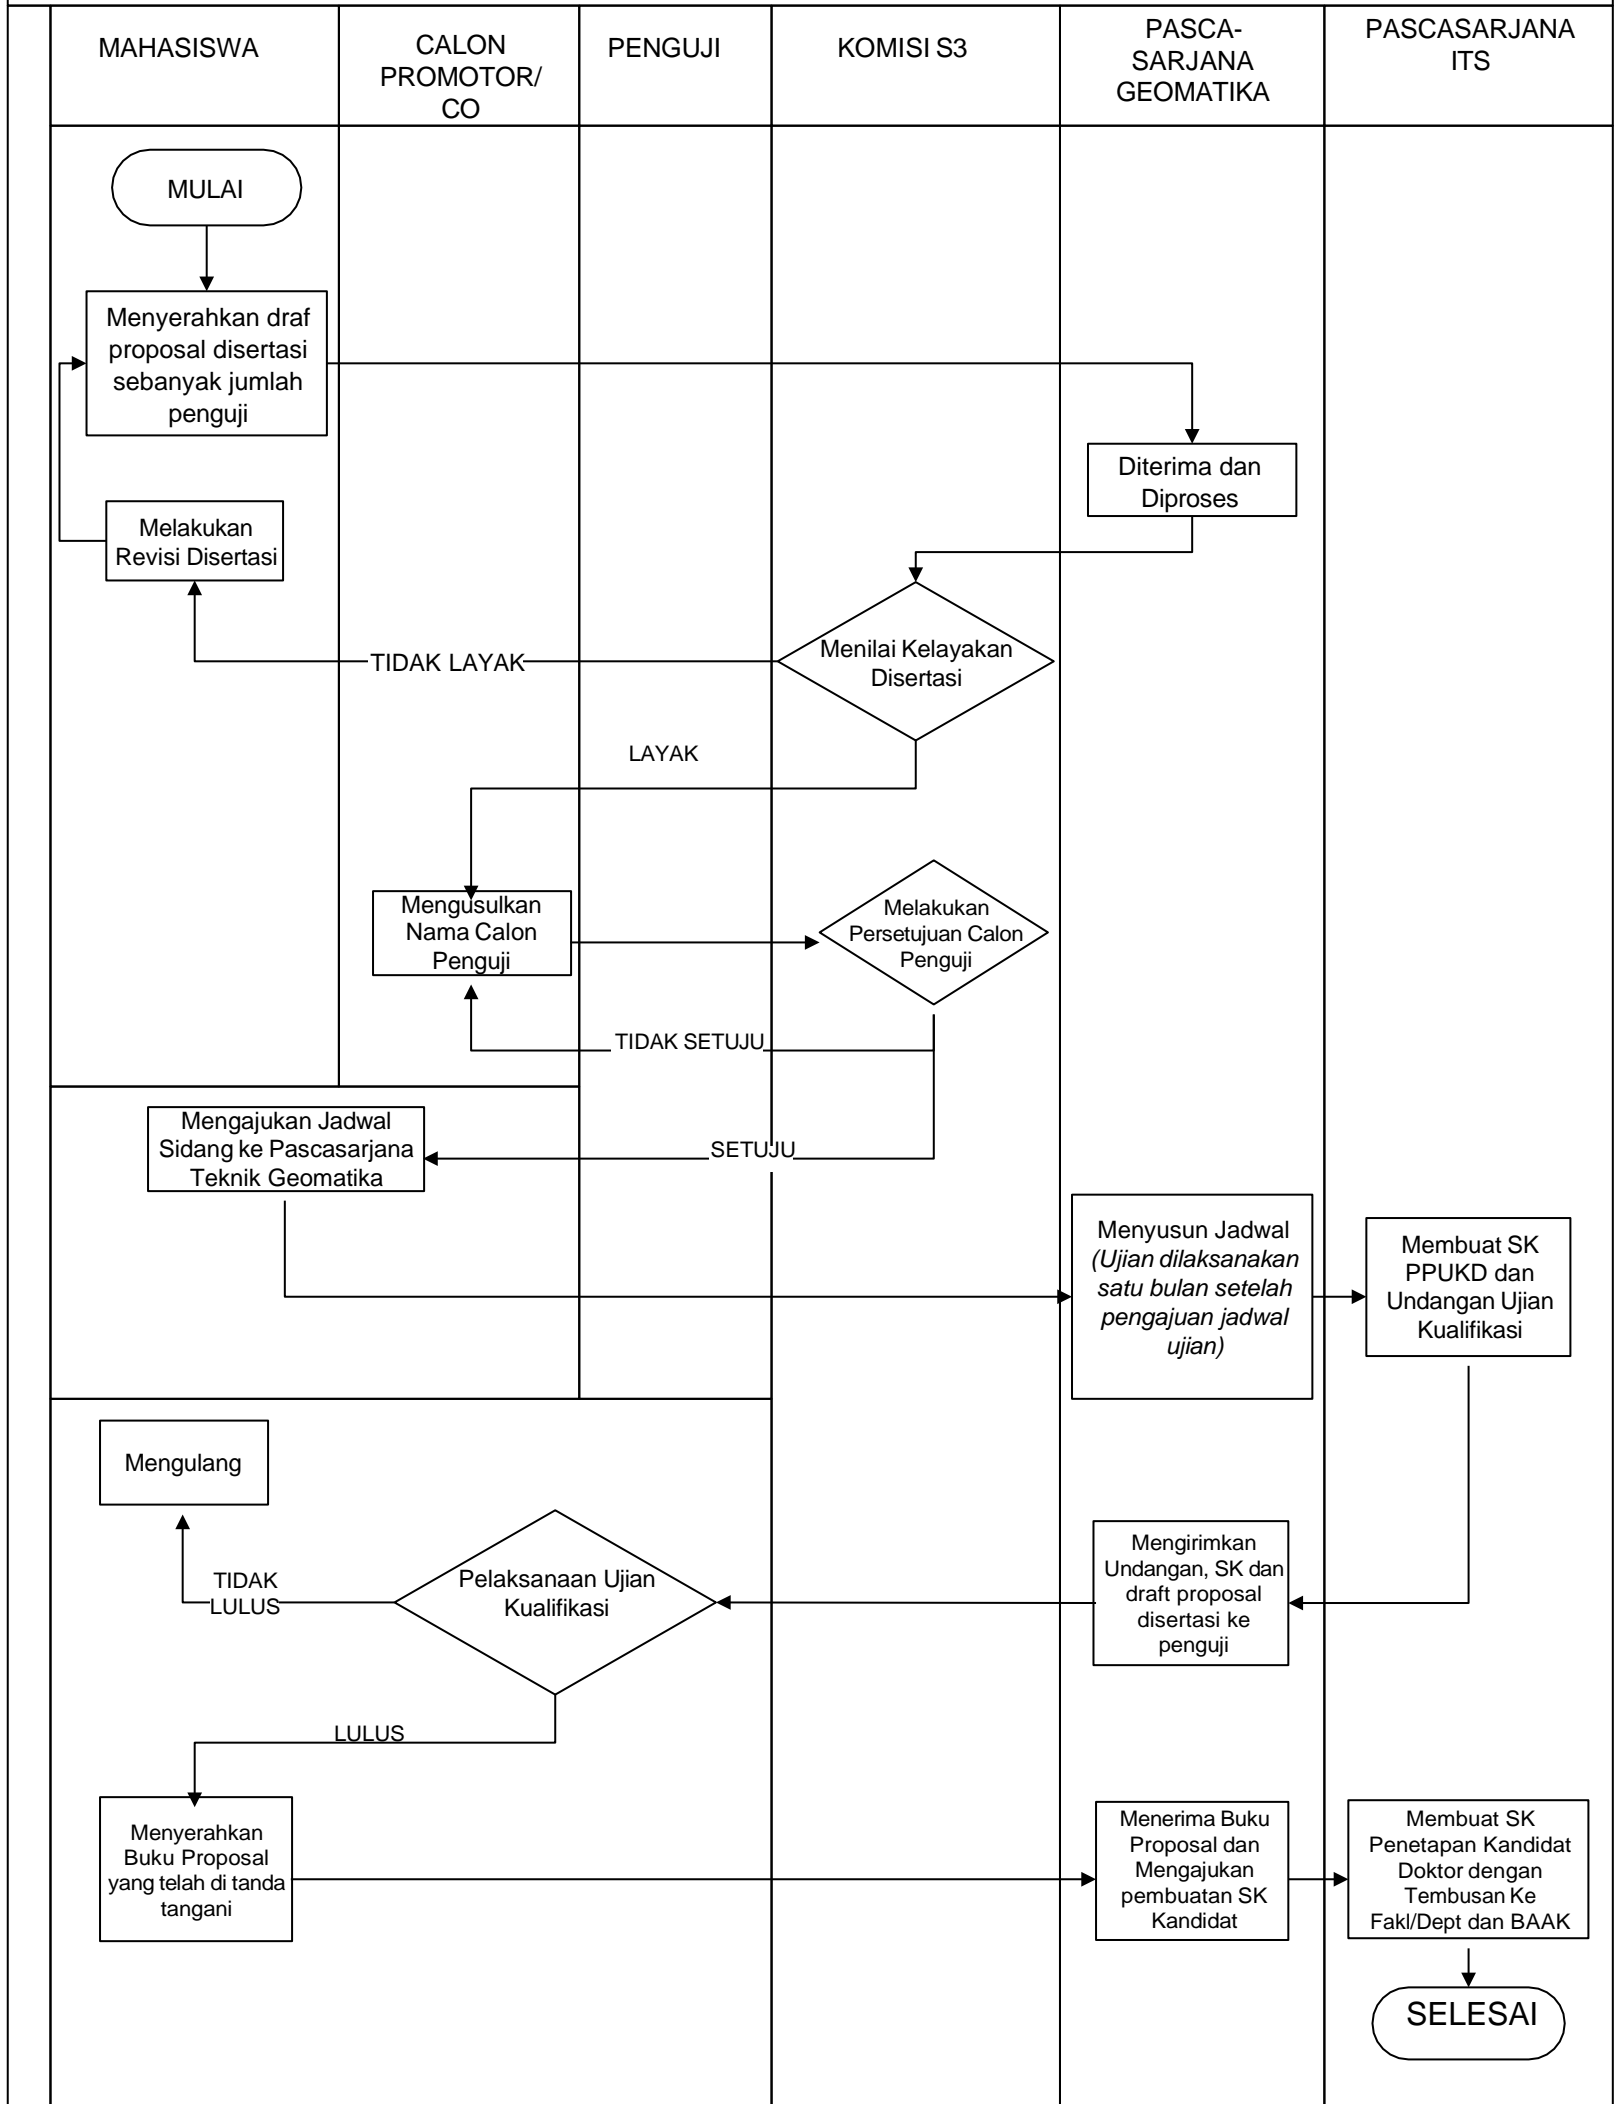 MAHASISWA
CALON
PROMOTOR/
CO
PENGUJI
KOMISI S3
PASCA-
SARJANA
GEOMATIKA
PASCASARJANA
ITS
MULAI
Menyerahkan draf
proposal disertasi
sebanyak jumlah
penguji
Diterima dan
Diproses
Melakukan
Revisi Disertasi
Menilai Kelayakan
Disertasi
TIDAK LAYAK
LAYAK
Mengusulkan
Nama Calon
Penguji
Melakukan
Persetujuan Calon
Penguji
TIDAK SETUJU
Mengajukan Jadwal
Sidang ke Pascasarjana
Teknik Geomatika
SETUJU
Menyusun Jadwal
(Ujian dilaksanakan
satu bulan setelah
pengajuan jadwal
ujian)
Membuat SK
PPUKD dan
Undangan Ujian
Kualifikasi
Mengulang
TIDAK
LULUS
Pelaksanaan Ujian
Kualifikasi
Mengirimkan
Undangan, SK dan
draft proposal
disertasi ke
penguji
LULUS
Menyerahkan
Buku Proposal
yang telah di tanda
tangani
Menerima Buku
Proposal dan
Mengajukan
pembuatan SK
Kandidat
Membuat SK
Penetapan Kandidat
Doktor dengan
Tembusan Ke
Fakl/Dept dan BAAK
SELESAI